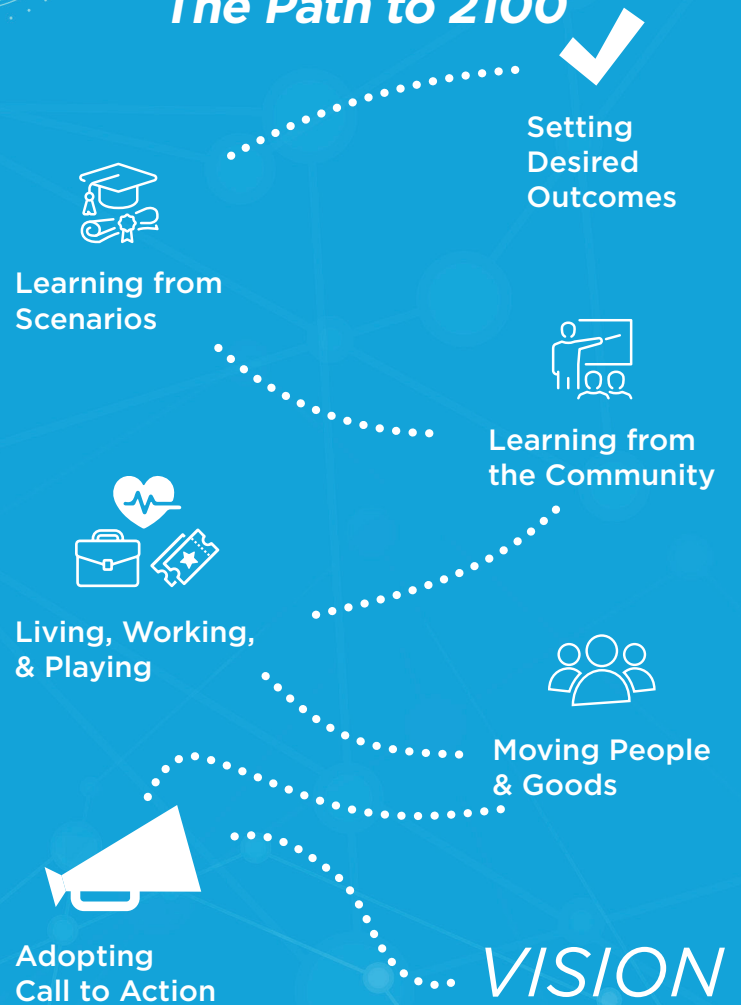 The Path to 2100
Setting
Desired
Outcomes
Learning from
Scenarios
Learning from
the Community
Living, Working,
& Playing
Moving People
& Goods
Adopting
Call to Action
VISION